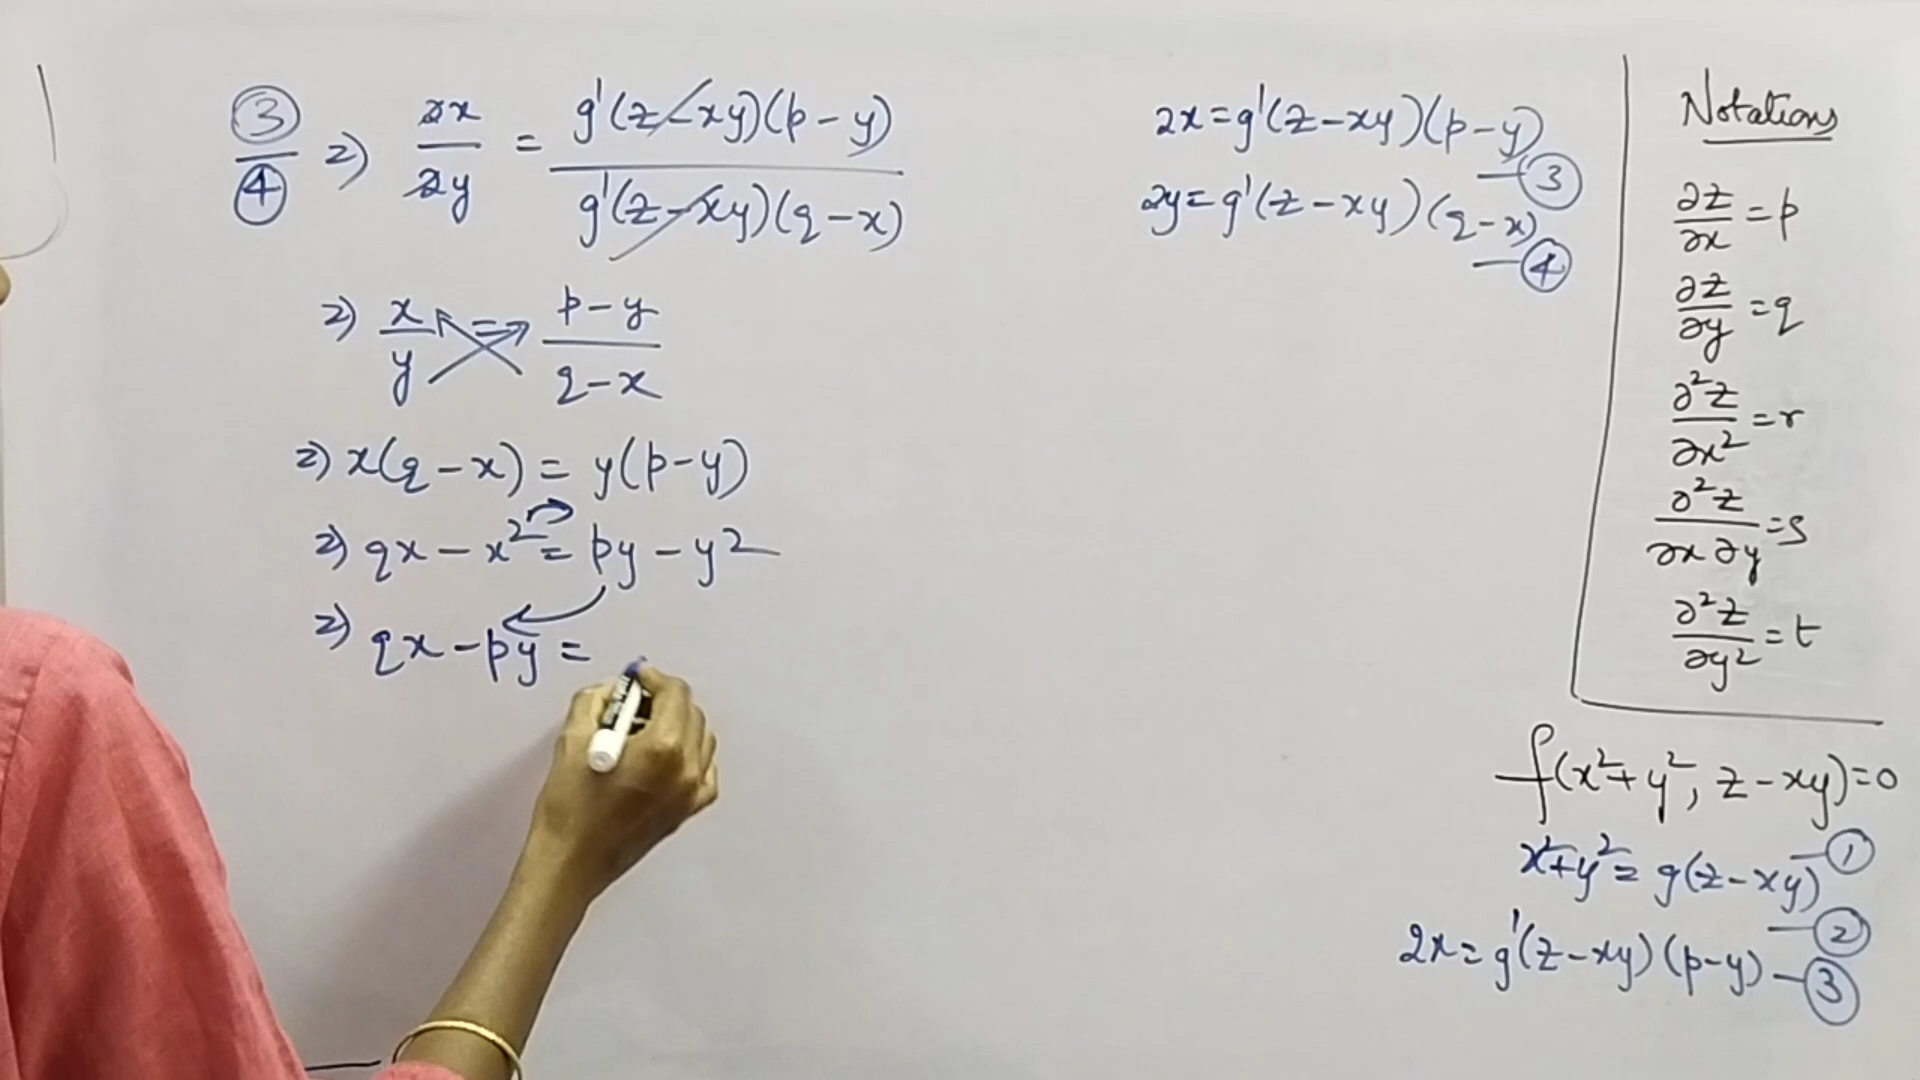 ③/④ ⇒) 2x/2y = g'(z-xy)(p-y)/g'(z-xy)(q-x)
⇒) x/y = p-y/q-x
⇒) x(q-x) = y(p-y)
⇒) qx - x² = py - y²
⇒) qx - py =
2x = g'(z-xy)(p-y) —③
2y = g'(z-xy)(q-x) —④
Notations
∂z/∂x = p
∂z/∂y = q
∂²z/∂x² = r
∂²z/∂x∂y = s
∂²z/∂y² = t
f(x²+y², z-xy)=0 —①
x²+y² = g(z-xy) —②
2x = g'(z-xy)(p-y) —③